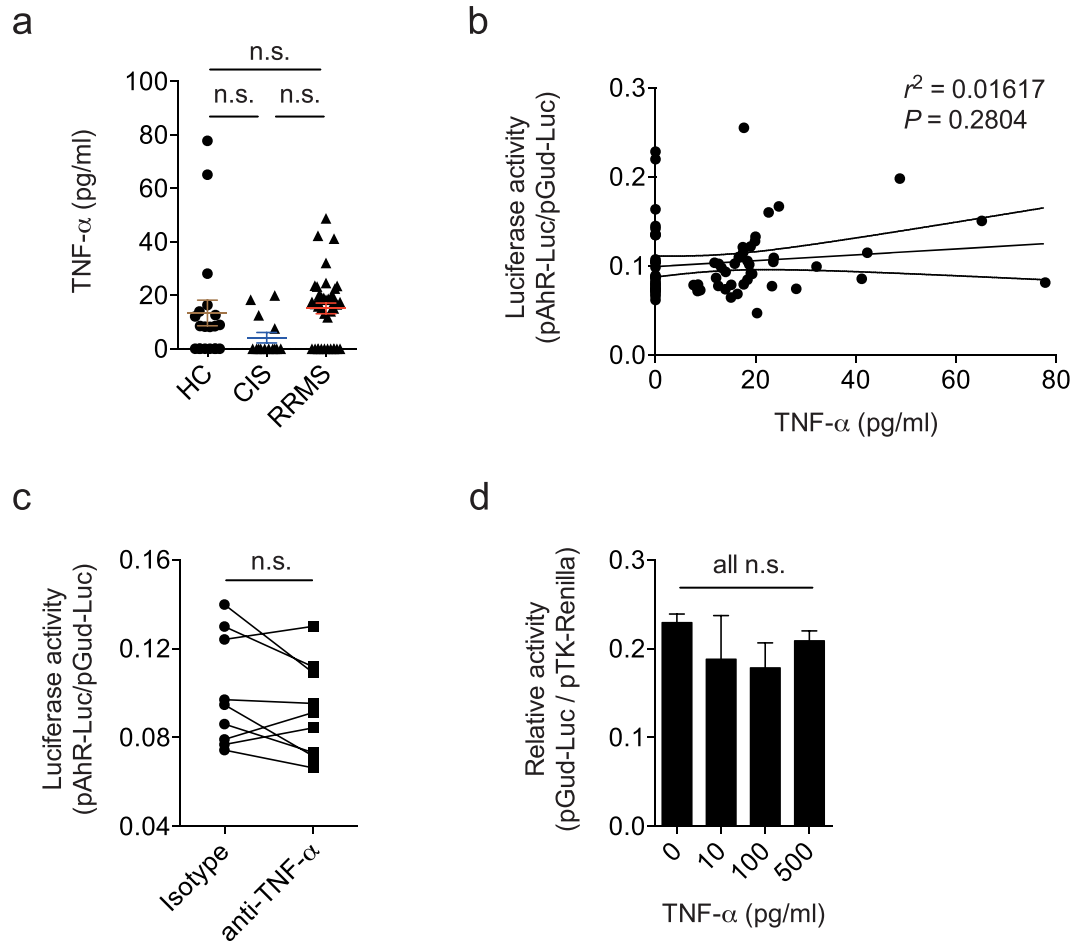 a
n.s.
n.s. n.s.
TNF-α (pg/ml)
100
80
60
40
20
0
HC CIS RRMS
b
Luciferase activity
(pAhR-Luc/pGud-Luc)
0.3
0.2
0.1
0.0
r² = 0.01617
P = 0.2804
0 20 40 60 80
TNF-α (pg/ml)
c
Luciferase activity
(pAhR-Luc/pGud-Luc)
0.16
0.12
0.08
0.04
n.s.
Isotype anti-TNF-α
d
Relative activity
(pGud-Luc / pTK-Renilla)
0.3
0.2
0.1
0.0
all n.s.
0 10 100 500
TNF-α (pg/ml)